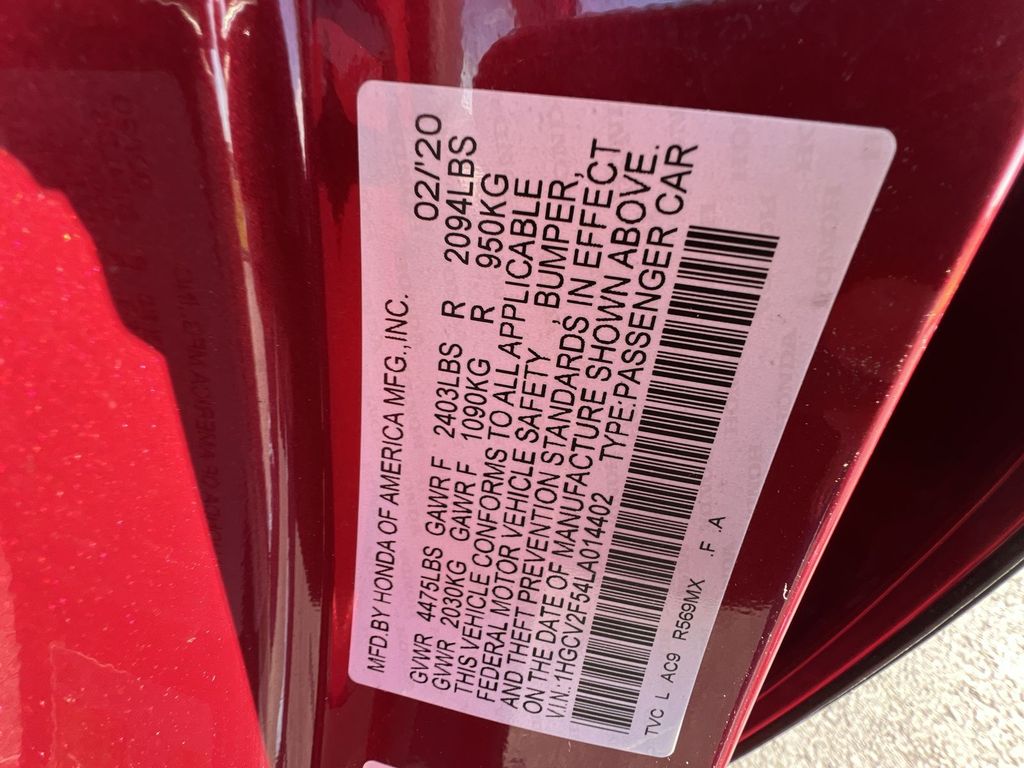 MFD.BY HONDA OF AMERICA MFG.,INC. 02/'20
GVWR 4475LBS GAWR F 2403LBS R 2094LBS
GVWR 2030KG GAWR F 1090KG R 950KG
THIS VEHICLE CONFORMS TO ALL APPLICABLE
FEDERAL MOTOR VEHICLE SAFETY, BUMPER,
AND THEFT PREVENTION STANDARDS, IN EFFECT
ON THE DATE OF MANUFACTURE SHOWN ABOVE.
V.I.N.:1HGCV2F54LA014402 TYPE:PASSENGER CAR
TVC L AC9 R569MX .F .A